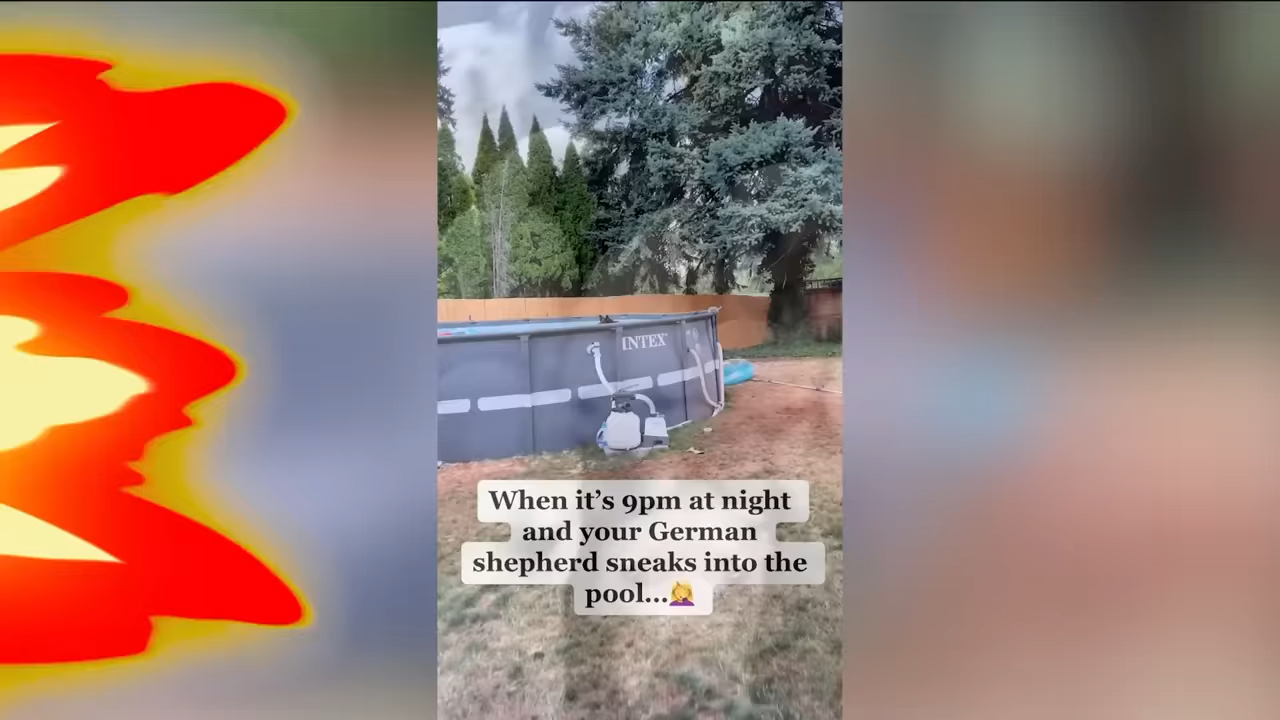 INTEX
When it’s 9pm at night
and your German
shepherd sneaks into the
pool...🤦‍♀️